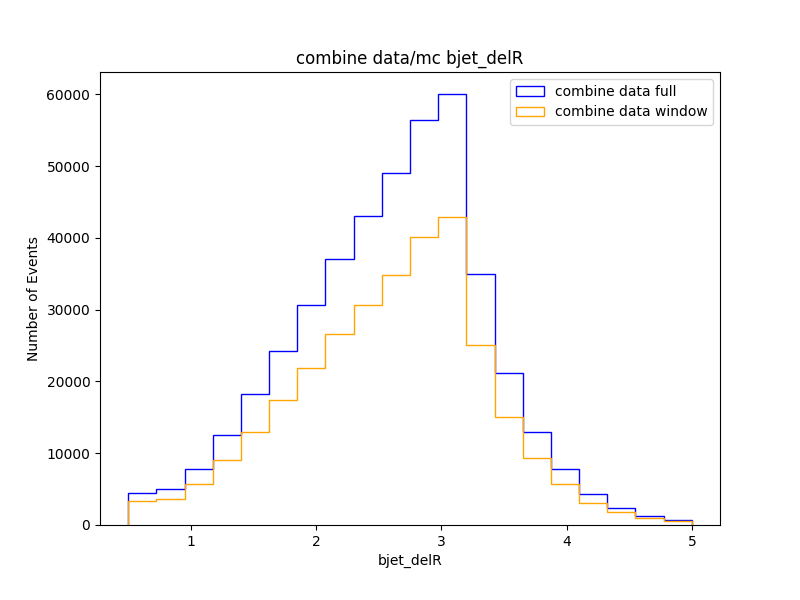 combine data/mc bjet_delR
combine data full
combine data window
Number of Events
60000
50000
40000
30000
20000
10000
0
1
2
3
4
5
bjet_delR